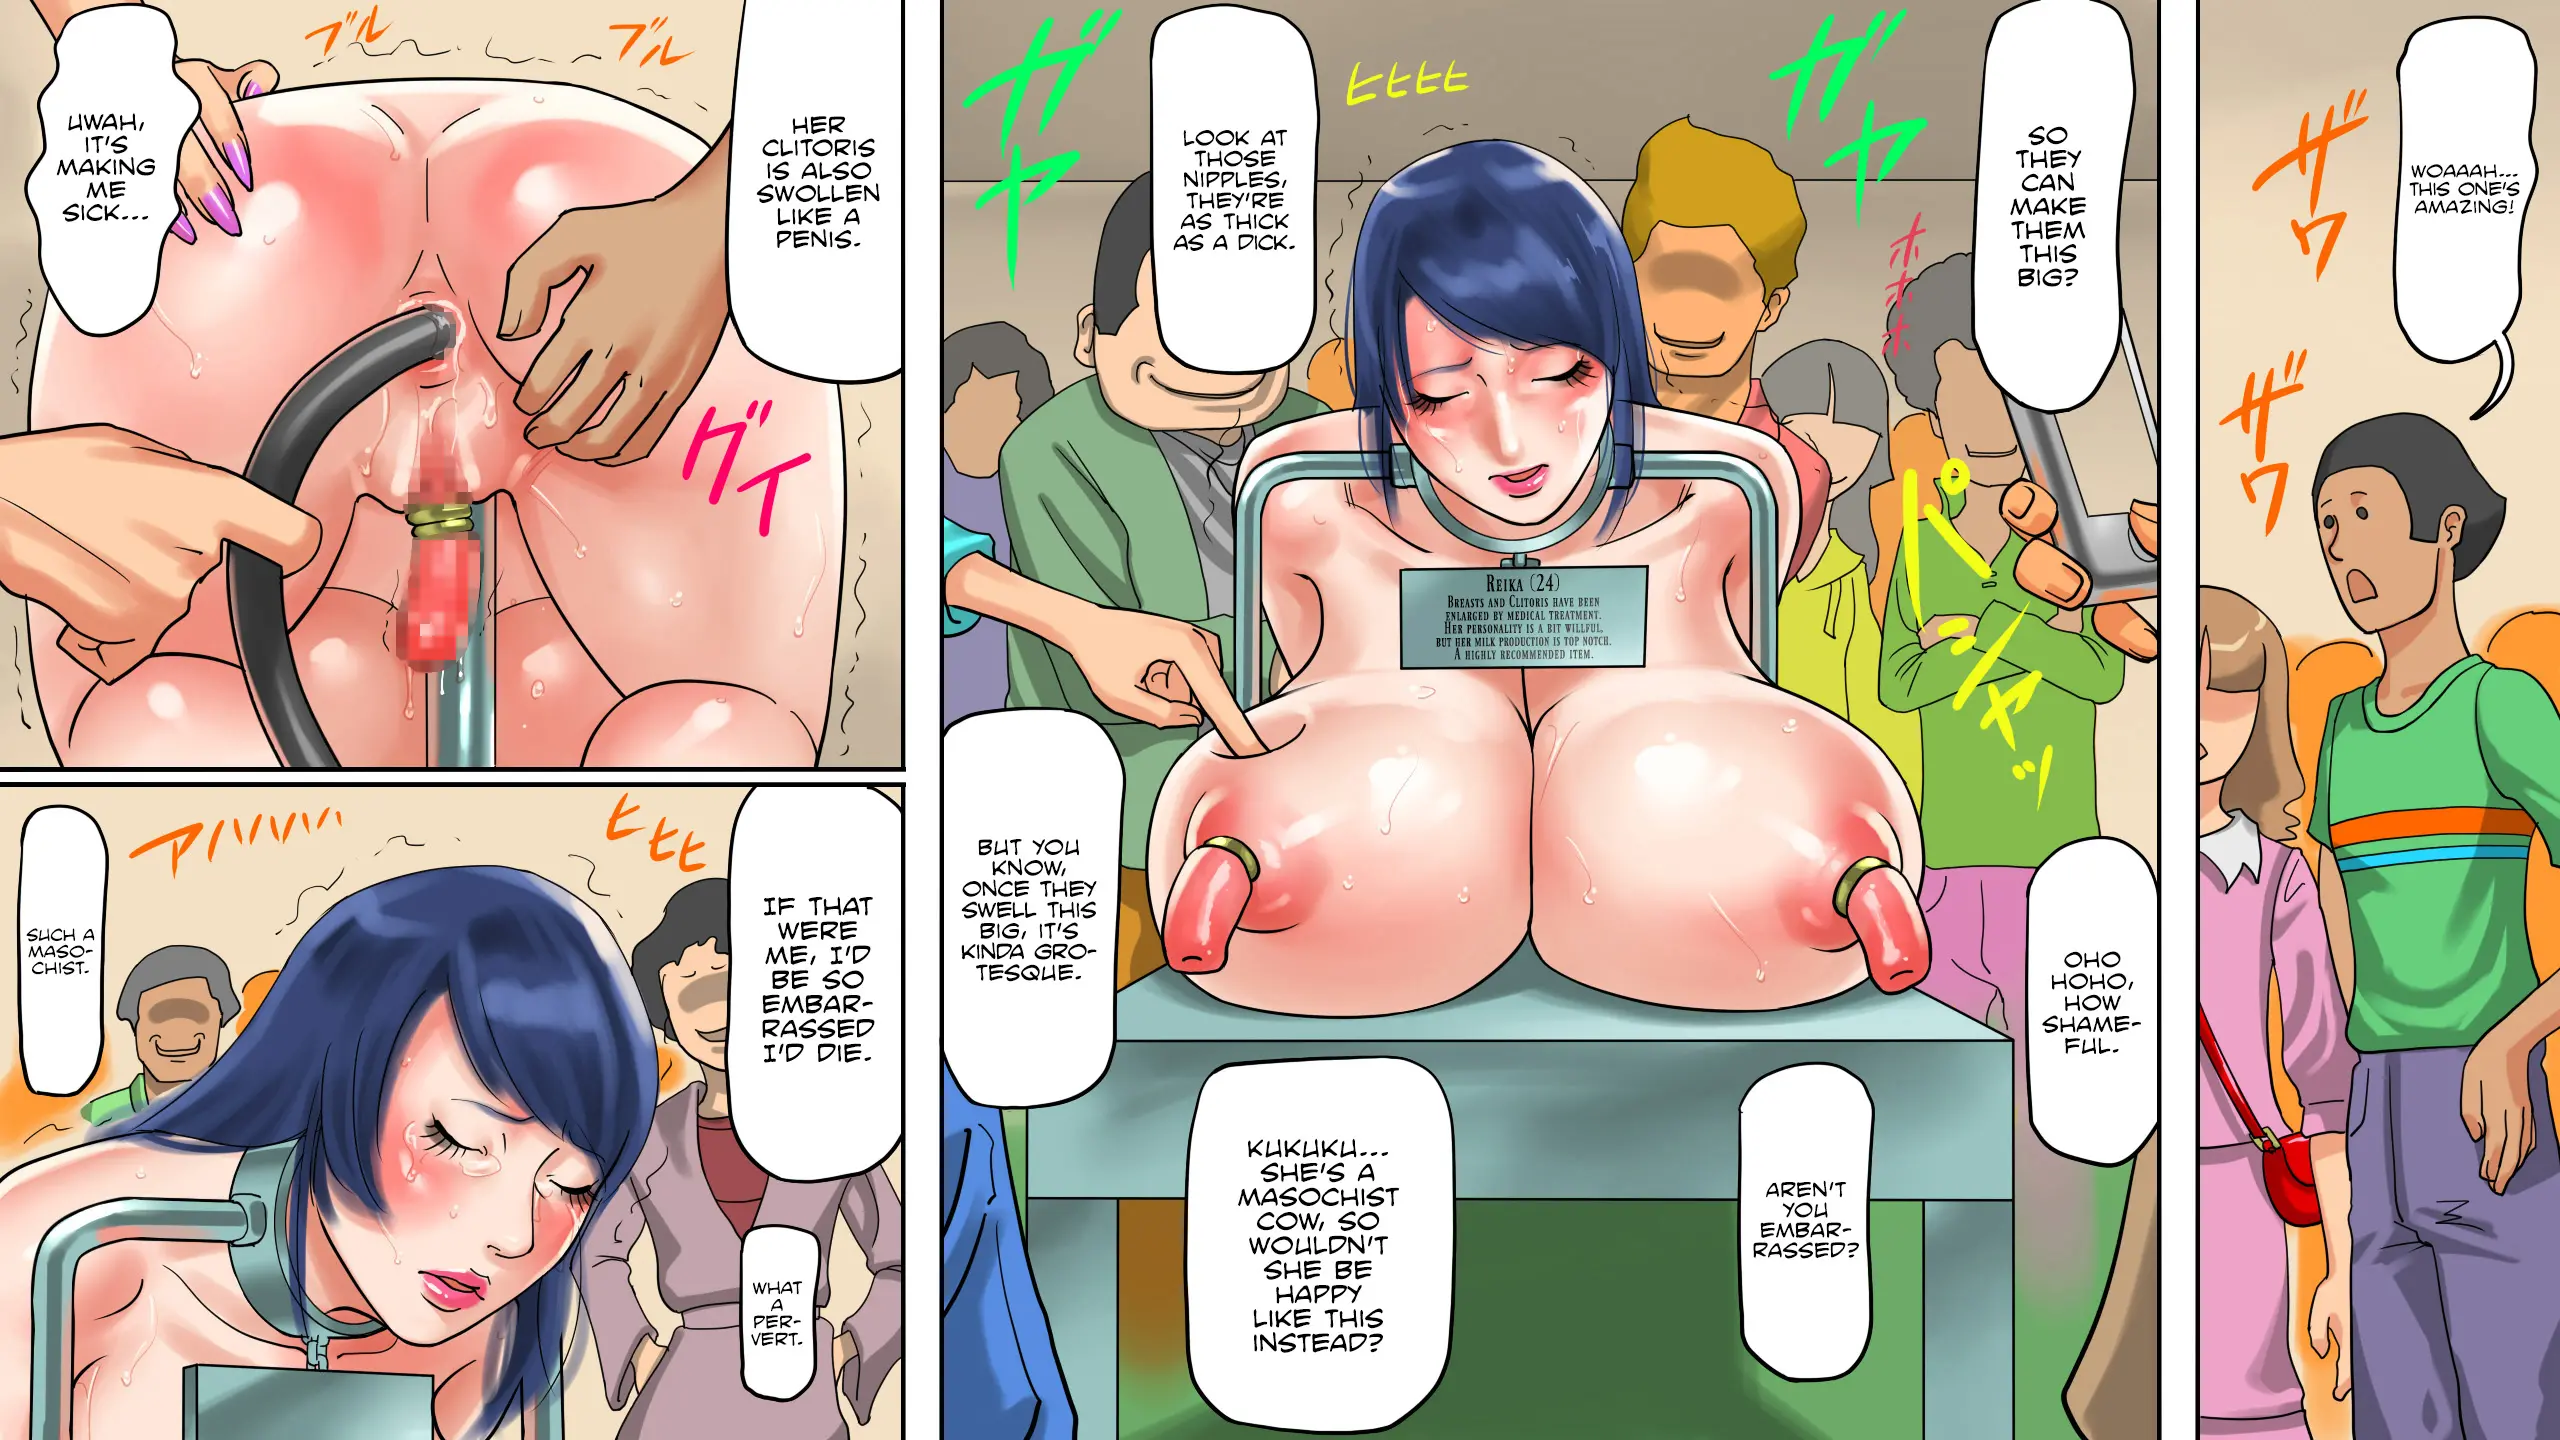 WOAAAH...
THIS ONE'S
AMAZING!
ザワ
ザワ
SO
THEY
CAN
MAKE
THEM
THIS
BIG?
ガヤ
ホホホ
ヒヒヒヒ
LOOK AT
THOSE
NIPPLES,
THEY'RE
AS THICK
AS A DICK.
ガヤ
パシャッ
REIKA (24)
BREASTS AND CLITORIS HAVE BEEN
ENLARGED BY MEDICAL TREATMENT.
HER PERSONALITY IS A BIT WILLFUL,
BUT HER MILK PRODUCTION IS TOP NOTCH.
A HIGHLY RECOMMENDED ITEM.
BUT YOU
KNOW,
ONCE THEY
SWELL THIS
BIG, IT'S
KINDA GRO-
TESQUE.
OHO
HOHO,
HOW
SHAME-
FUL.
AREN'T
YOU
EMBAR-
RASSED?
KUKUKU...
SHE'S A
MASOCHIST
COW, SO
WOULDN'T
SHE BE
HAPPY
LIKE THIS
INSTEAD?
HER
CLITORIS
IS ALSO
SWOLLEN
LIKE A
PENIS.
ブル
ブル
グイ
UWAH,
IT'S
MAKING
ME
SICK...
IF THAT
WERE
ME, I'D
BE SO
EMBAR-
RASSED
I'D DIE.
ヒヒヒ
アハハハハ
WHAT
A
PER-
VERT.
SUCH A
MASO-
CHIST.